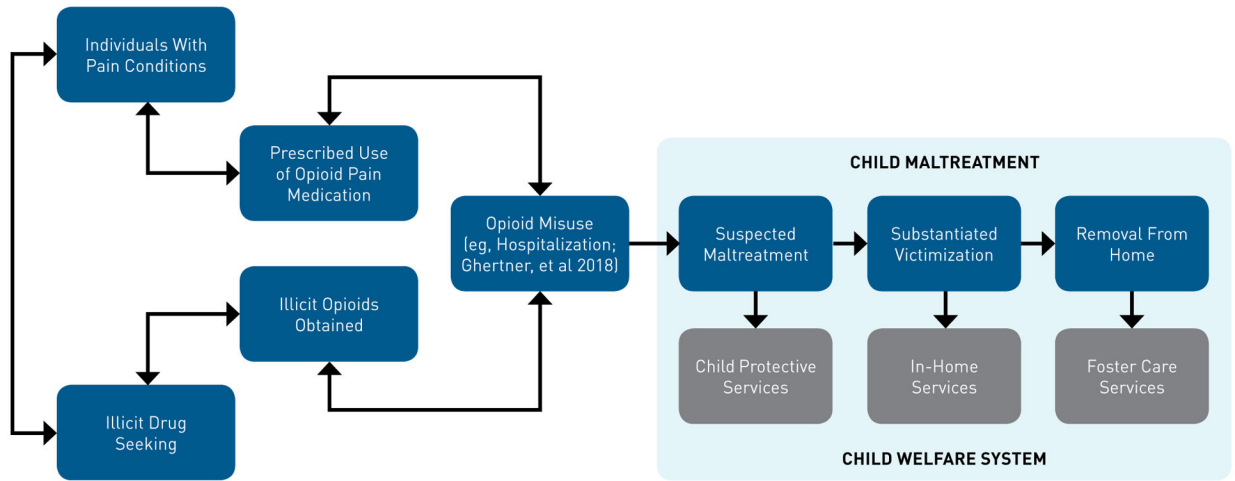 Individuals With
Pain Conditions
Prescribed Use
of Opioid Pain
Medication
Illicit Opioids
Obtained
Illicit Drug
Seeking
Opioid Misuse
(eg, Hospitalization;
Ghertner, et al 2018)
CHILD MALTREATMENT
Suspected
Maltreatment
Substantiated
Victimization
Removal From
Home
Child Protective
Services
In-Home
Services
Foster Care
Services
CHILD WELFARE SYSTEM